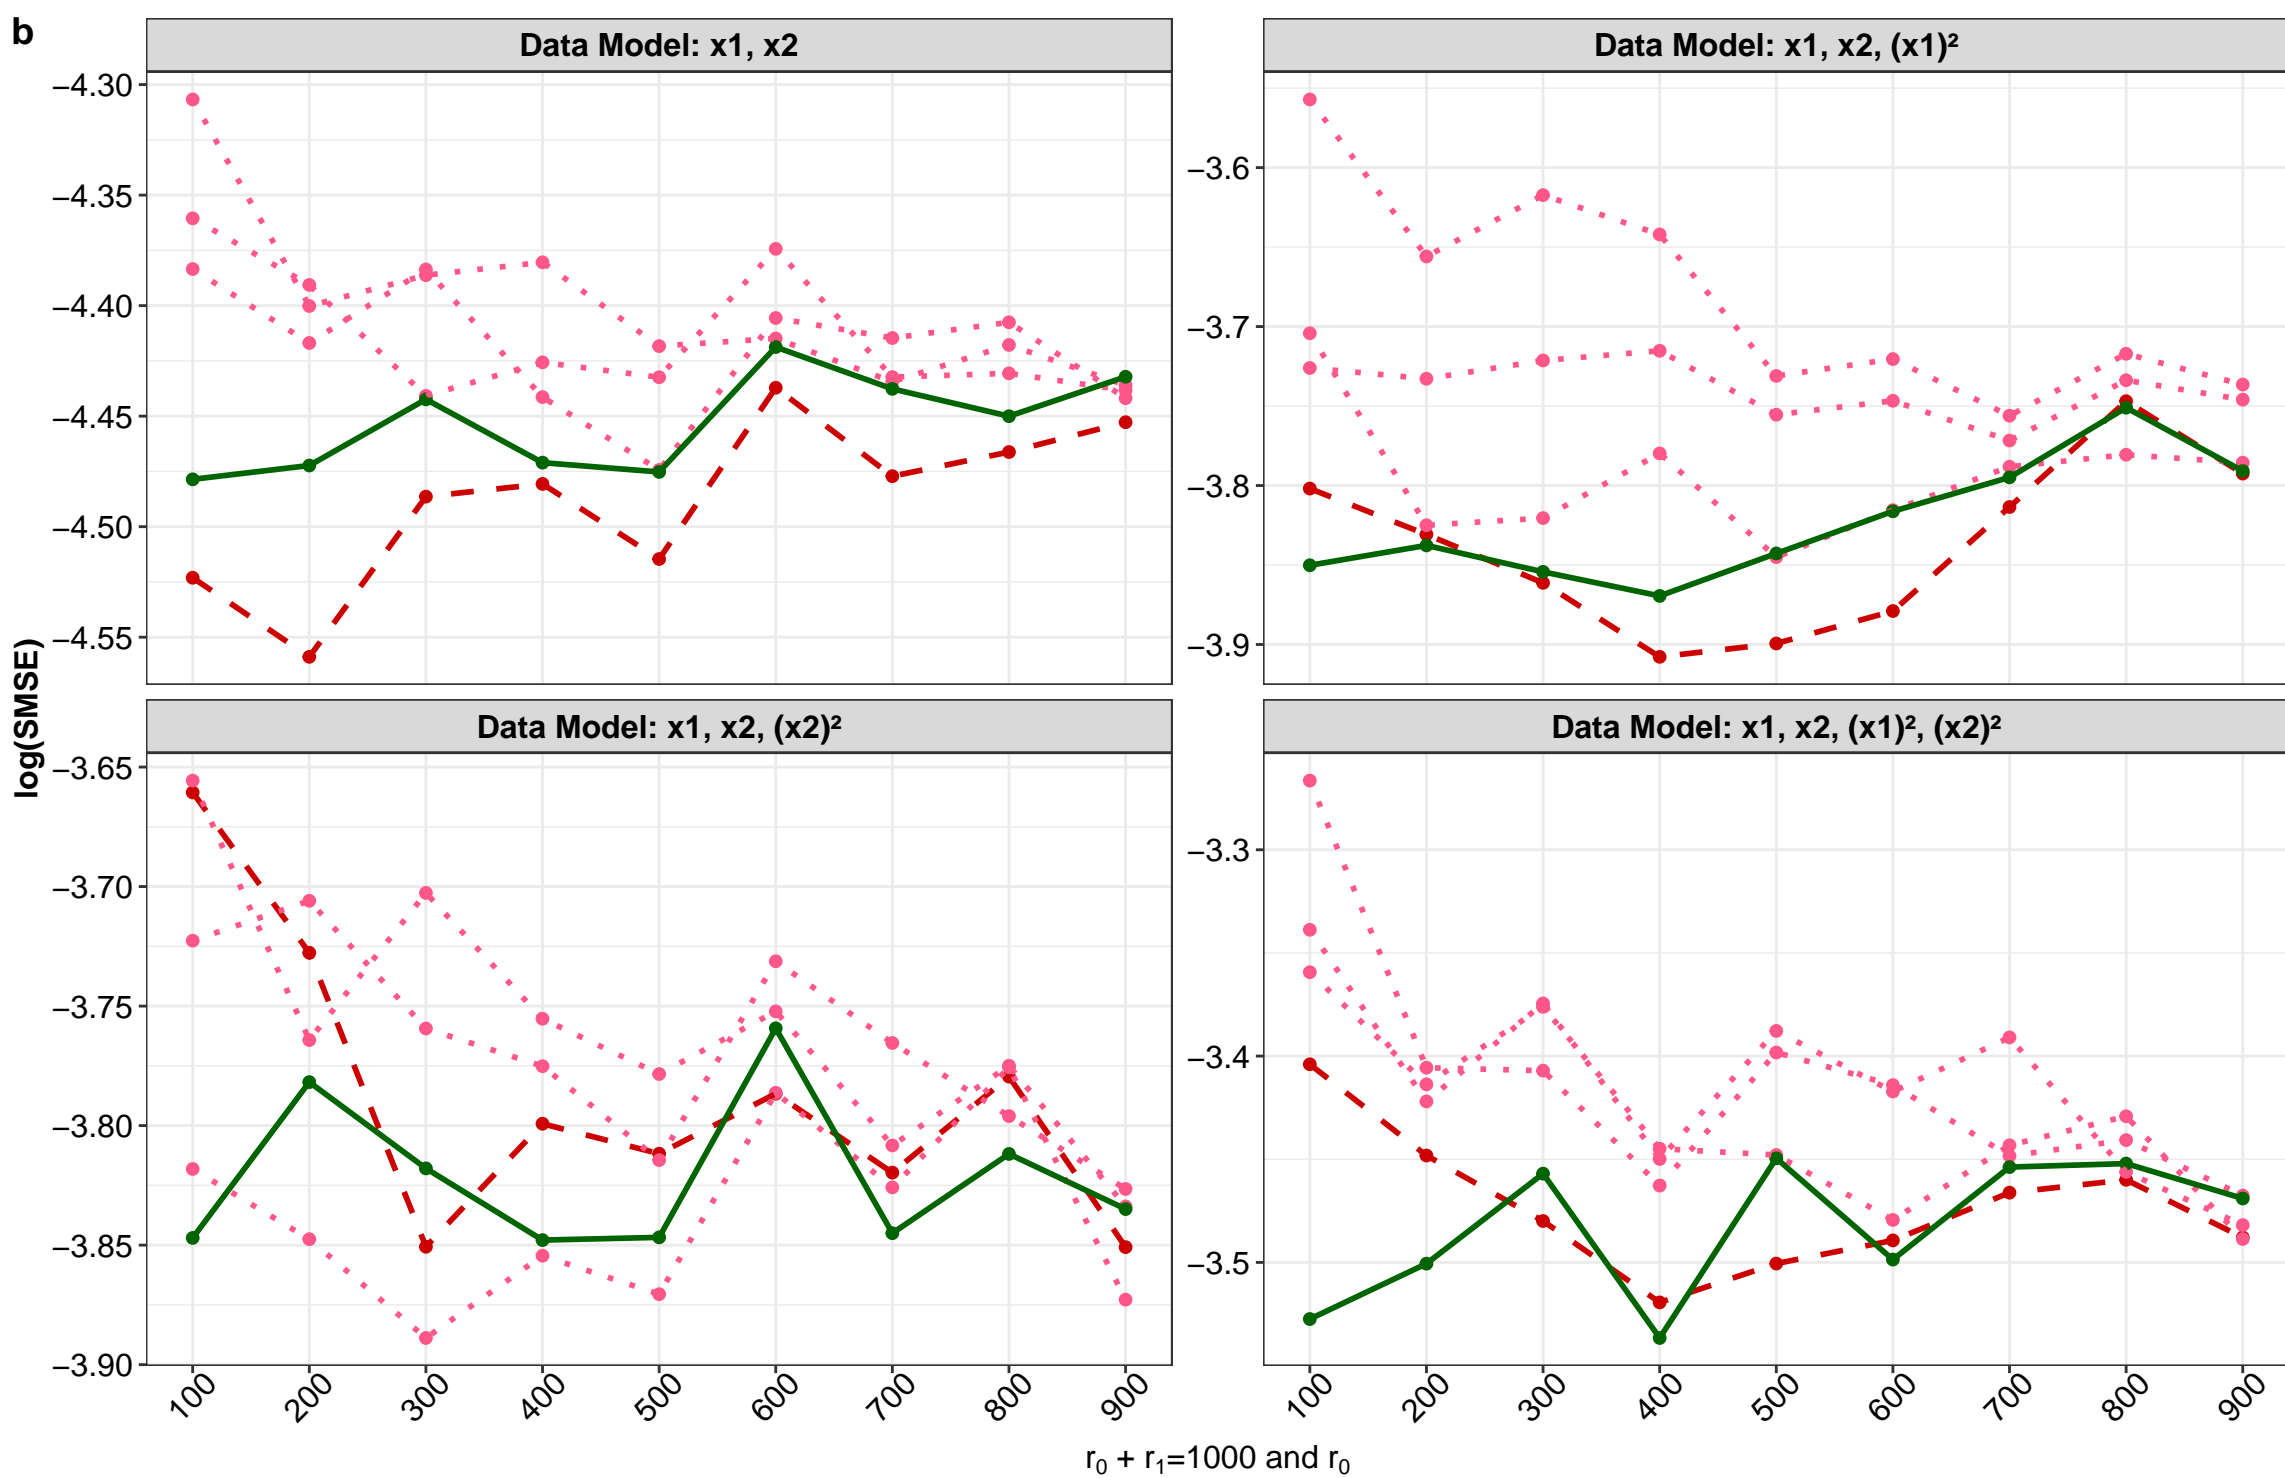 b
Data Model: x1, x2
Data Model: x1, x2, (x1)²
−4.30
−4.35
−4.40
−4.45
−4.50
−4.55
−3.6
−3.7
−3.8
−3.9
log(SMSE)
Data Model: x1, x2, (x2)²
Data Model: x1, x2, (x1)², (x2)²
−3.65
−3.70
−3.75
−3.80
−3.85
−3.90
−3.3
−3.4
−3.5
100 200 300 400 500 600 700 800 900
100 200 300 400 500 600 700 800 900
r₀ + r₁=1000 and r₀